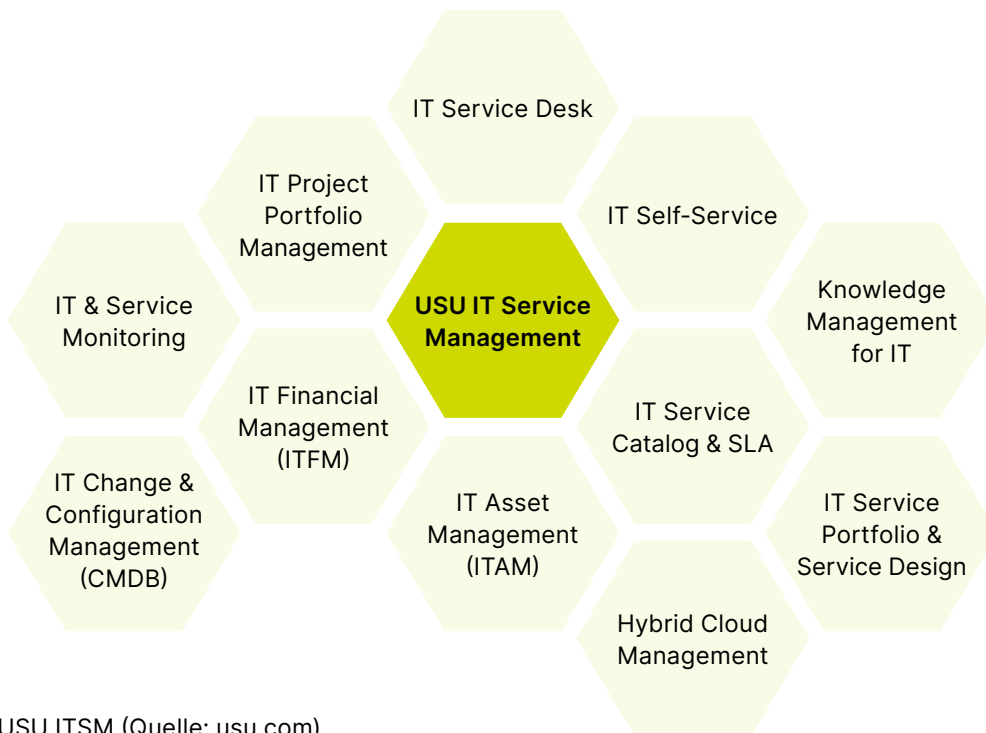 IT Service Desk
IT Project
Portfolio
Management
IT Self-Service
IT & Service
Monitoring
USU IT Service
Management
Knowledge
Management
for IT
IT Financial
Management
(ITFM)
IT Service
Catalog & SLA
IT Change &
Configuration
Management
(CMDB)
IT Asset
Management
(ITAM)
IT Service
Portfolio &
Service Design
Hybrid Cloud
Management
USU ITSM (Quelle: usu.com)